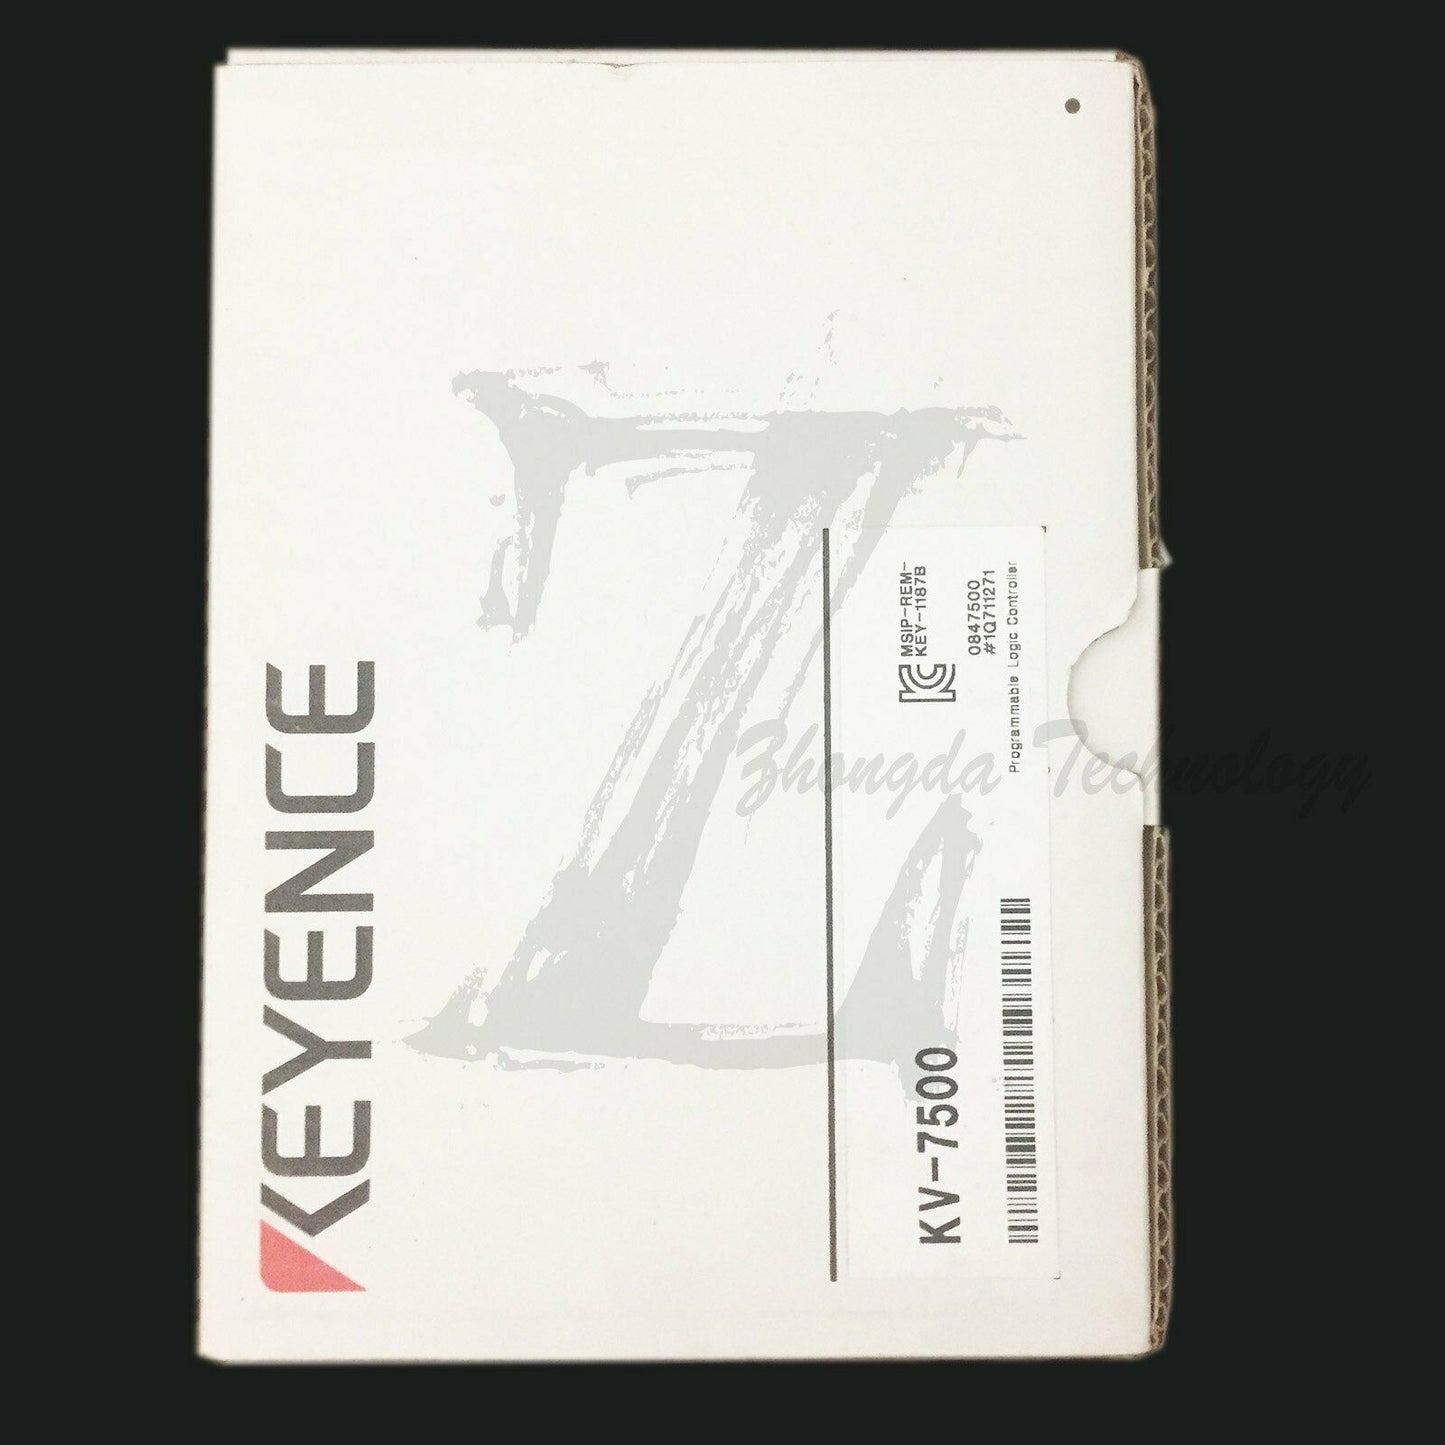 KEYENCE
KV-7500
MSIP-REM-
KEY-1187B
0847500
#1Q711271
Programmable Logic Controller
Zhongda Technology
Z